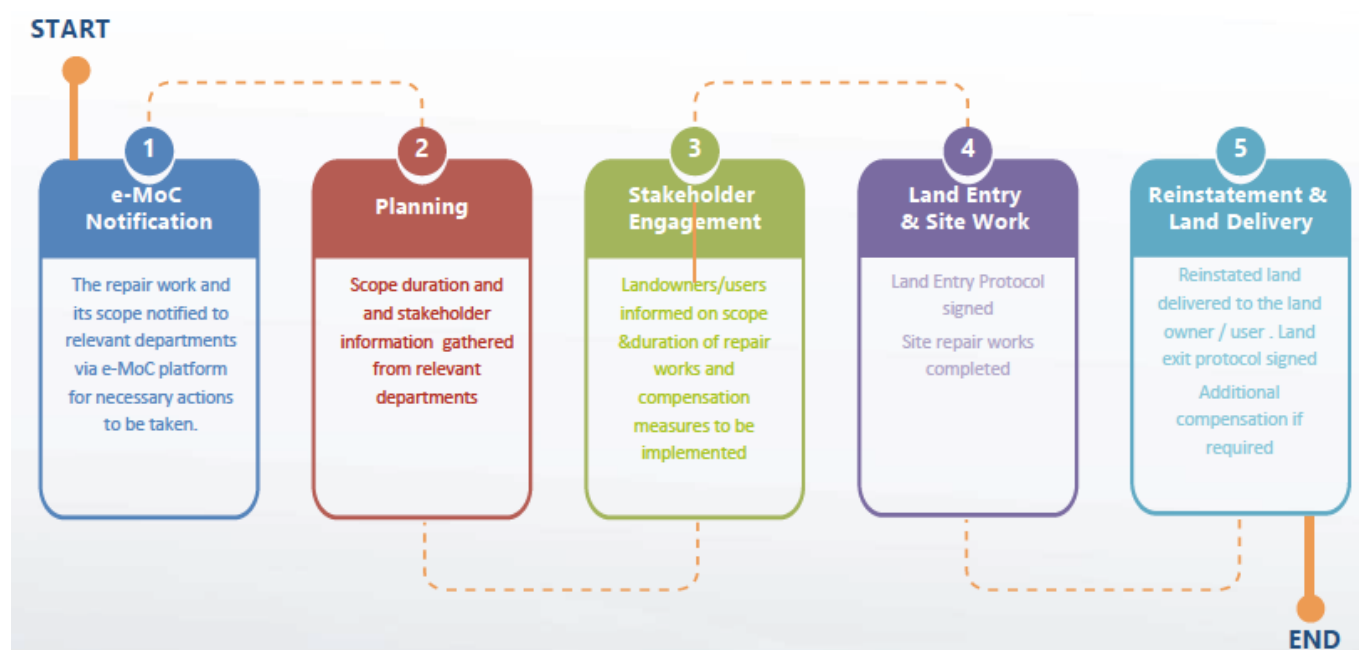 START
1
e-MoC
Notification
The repair work and
its scope notified to
relevant departments
via e-MoC platform
for necessary actions
to be taken.
2
Planning
Scope duration and
and stakeholder
information gathered
from relevant
departments
3
Stakeholder
Engagement
Landowners/users
informed on scope
&duration of repair
works and
compensation
measures to be
implemented
4
Land Entry
& Site Work
Land Entry Protocol
signed
Site repair works
completed
5
Reinstatement &
Land Delivery
Reinstated land
delivered to the land
owner / user . Land
exit protocol signed
Additional
compensation if
required
END